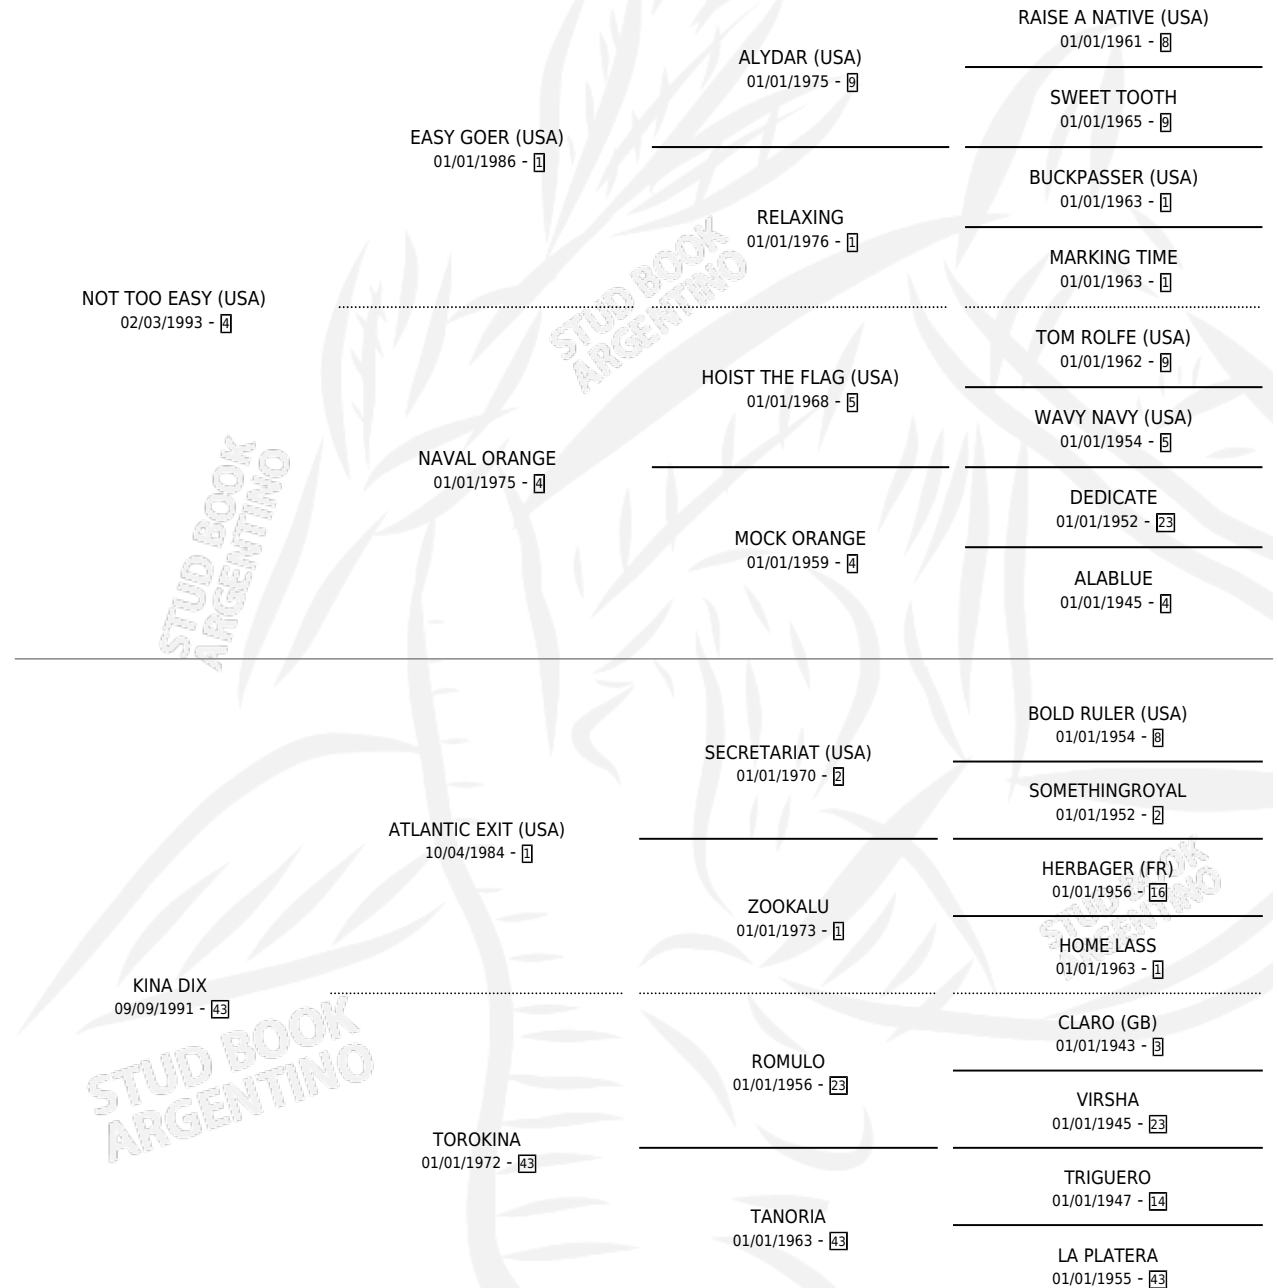 RAISE A NATIVE (USA)
01/01/1961 - 8
ALYDAR (USA)
01/01/1975 - 9
SWEET TOOTH
01/01/1965 - 9
EASY GOER (USA)
01/01/1986 - 1
BUCKPASSER (USA)
01/01/1963 - 1
RELAXING
01/01/1976 - 1
MARKING TIME
01/01/1963 - 1
NOT TOO EASY (USA)
02/03/1993 - 4
TOM ROLFE (USA)
01/01/1962 - 9
HOIST THE FLAG (USA)
01/01/1968 - 5
WAVY NAVY (USA)
01/01/1954 - 5
NAVAL ORANGE
01/01/1975 - 4
DEDICATE
01/01/1952 - 23
MOCK ORANGE
01/01/1959 - 4
ALABLUE
01/01/1945 - 4
BOLD RULER (USA)
01/01/1954 - 8
SECRETARIAT (USA)
01/01/1970 - 2
SOMETHINGROYAL
01/01/1952 - 2
ATLANTIC EXIT (USA)
10/04/1984 - 1
HERBAGER (FR)
01/01/1956 - 16
ZOOKALU
01/01/1973 - 1
HOME LASS
01/01/1963 - 1
KINA DIX
09/09/1991 - 43
CLARO (GB)
01/01/1943 - 3
ROMULO
01/01/1956 - 23
VIRSHA
01/01/1945 - 23
TOROKINA
01/01/1972 - 43
TRIGUERO
01/01/1947 - 14
TANORIA
01/01/1963 - 43
LA PLATERA
01/01/1955 - 43
STUD BOOK
ARGENTINO
STUD BOOK
ARGENTINO
STUD BOOK
ARGENTINO
STUD BOOK
ARGENTINO